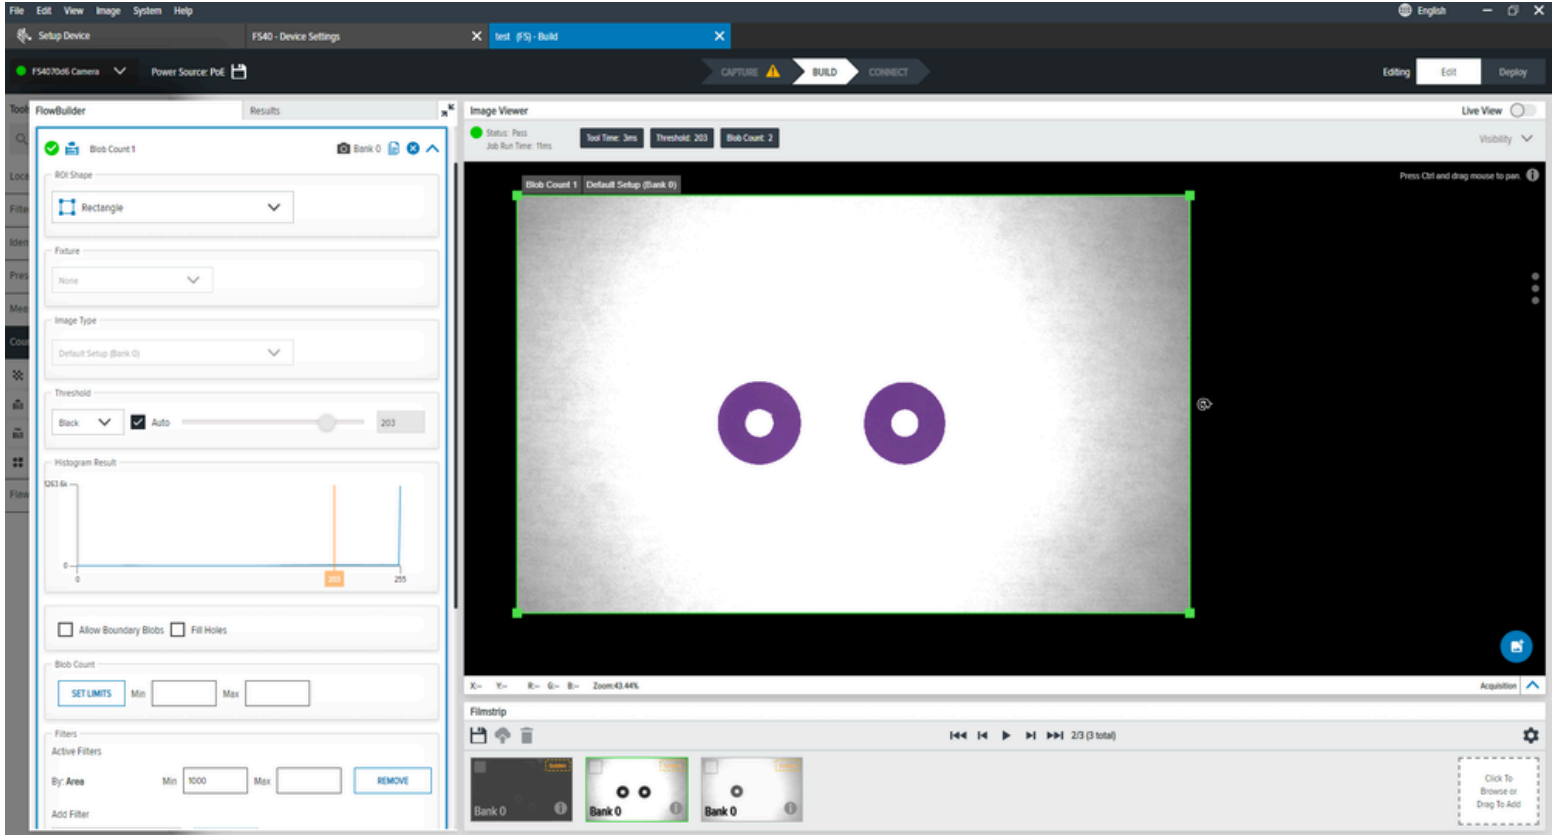 File Edit View Image System Help English
Setup Device FS40 - Device Settings test (FS) - Build
FS4070d6 Camera Power Source: PoE CAPTURE BUILD CONNECT Editing Edit Deploy
FlowBuilder Results
Image Viewer Live View
Blob Count 1 Bank 0
Status: Pass
Job Run Time: 11ms
Tool Time: 3ms Threshold: 203 Blob Count: 2
Visibility
Press Ctrl and drag mouse to pan.
ROI Shape
Rectangle
Blob Count 1 Default Setup (Bank 0)
Fixture
None
Image Type
Default Setup (Bank 0)
Threshold
Black Auto 203
Histogram Result
1263.6k
0
0 203 255
Allow Boundary Blobs Fill Holes
Blob Count
SET LIMITS Min Max
X:-- Y:-- R:-- G:-- B:-- Zoom:43.44% Acquisition
Filmstrip
2/3 (3 total)
Filters
Active Filters
By: Area Min 1000 Max REMOVE
Add Filter
Bank 0
Bank 0
Bank 0
Click To
Browse or
Drag To Add